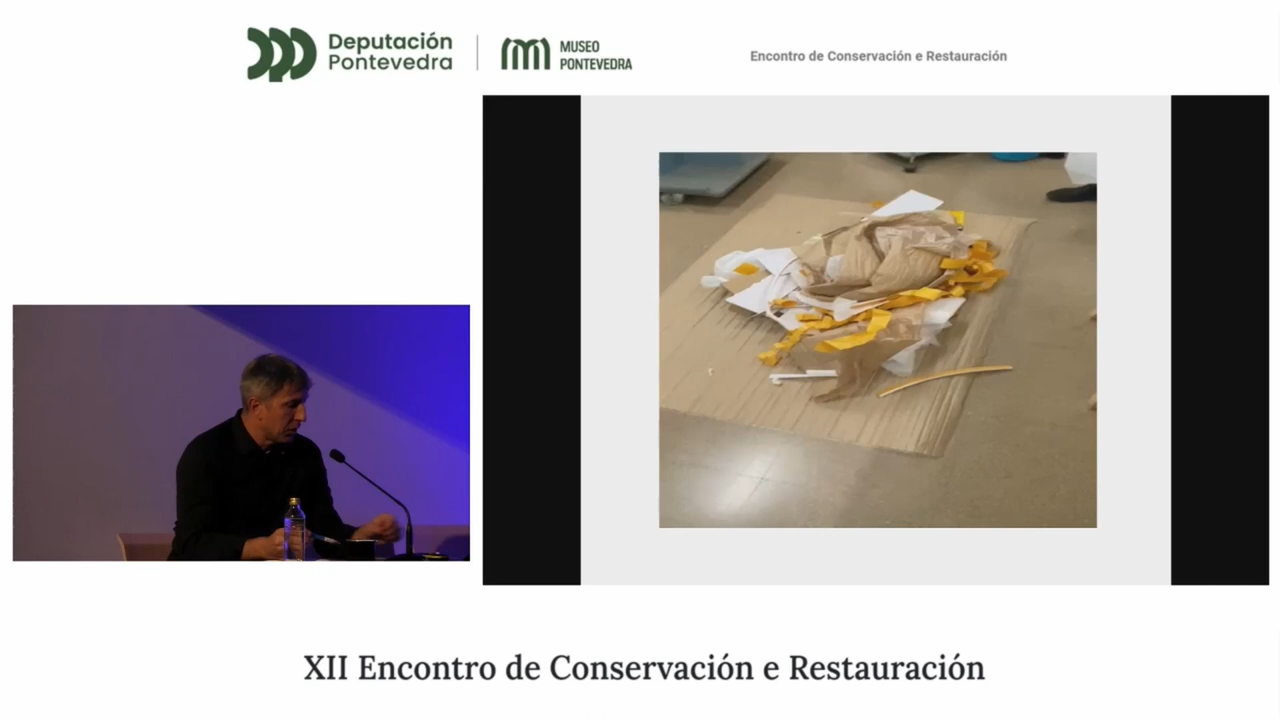 Deputación
Pontevedra
MUSEO
PONTEVEDRA
Encontro de Conservación e Restauración
XII Encontro de Conservación e Restauración